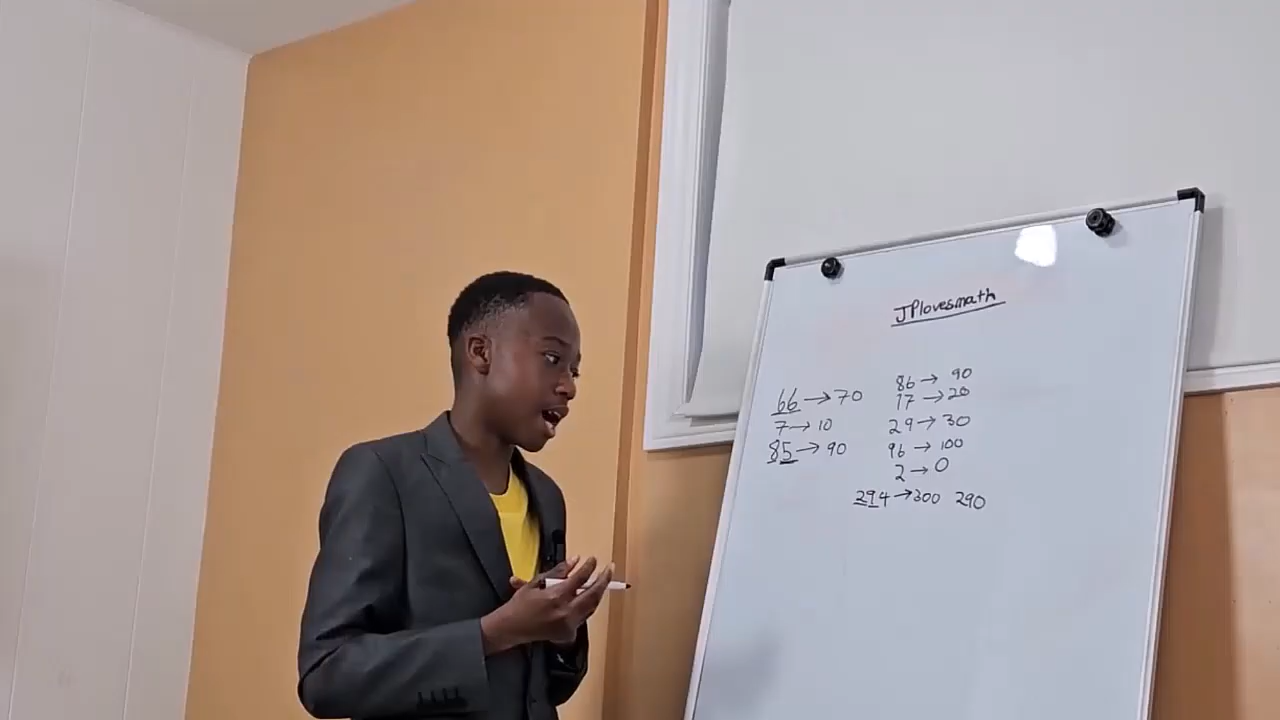 JPlovesmath
66 → 70
7 → 10
85 → 90
86 → 90
17 → 20
29 → 30
96 → 100
2 → 0
294 → 300 290